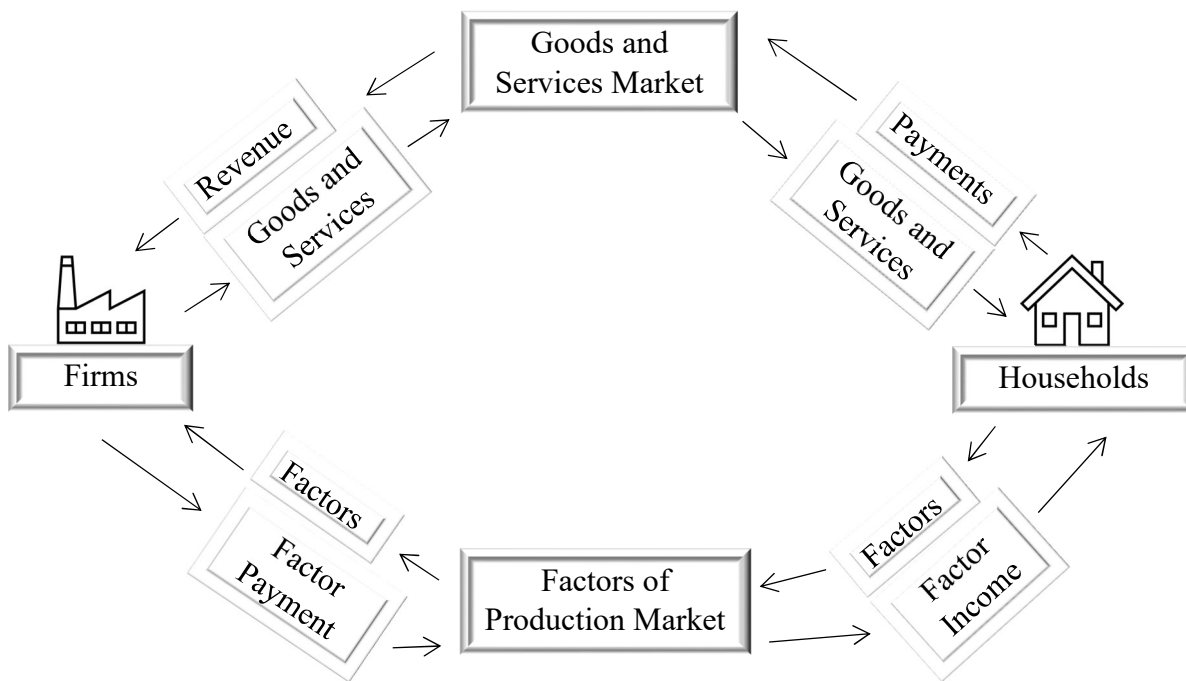 Goods and
Services Market
Revenue
Goods and
Services
Payments
Goods and
Services
Firms
Households
Factors
Factor
Payment
Factors of
Production Market
Factors
Factor
Income